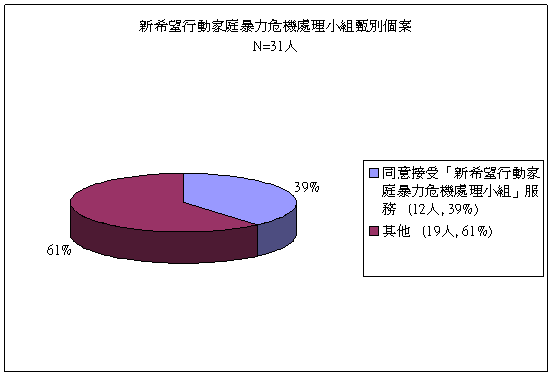 新希望行動家庭暴力危機處理小組甄別個案
N=31人
39%
61%
同意接受「新希望行動家
庭暴力危機處理小組」服
務 (12人, 39%)
其他 (19人, 61%)